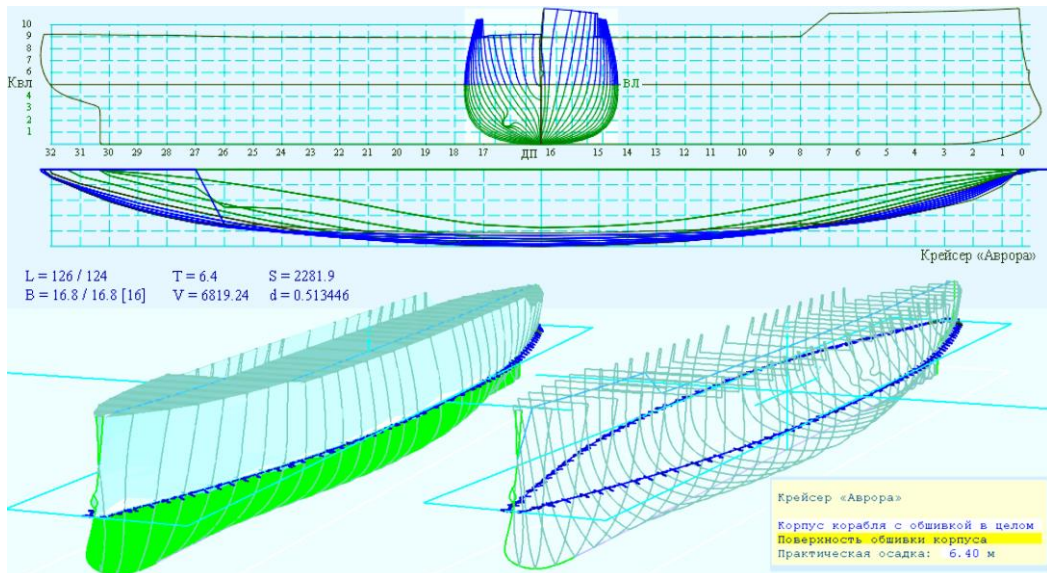 10
9
8
7
6
Квл
4
3
2
1
ВЛ
32 31 30 29 28 27 26 25 24 23 22 21 20 19 18 17 ДП 16 15 14 13 12 11 10 9 8 7 6 5 4 3 2 1 0
Крейсер «Аврора»
L = 126 / 124 T = 6.4 S = 2281.9
B = 16.8 / 16.8 [16] V = 6819.24 d = 0.513446
Крейсер «Аврора»
Корпус корабля с обшивкой в целом
Поверхность обшивки корпуса
Практическая осадка: 6.40 м